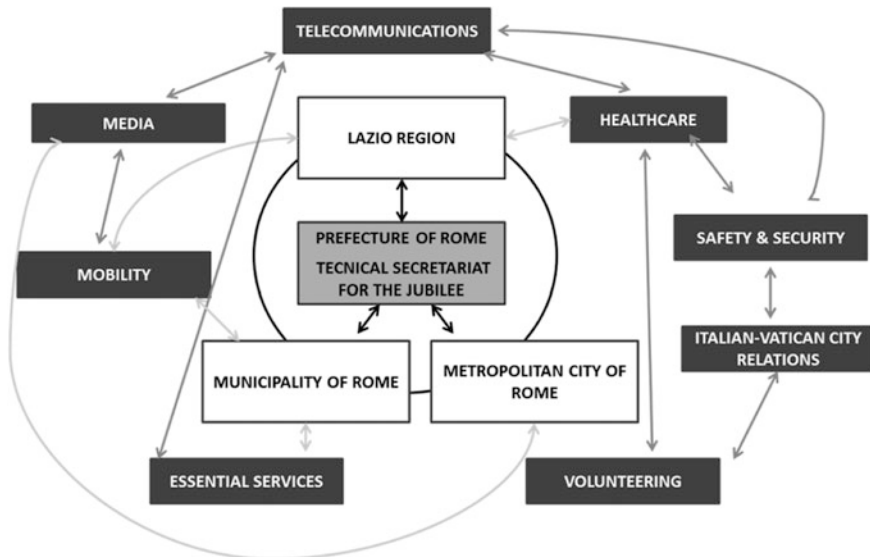 TELECOMMUNICATIONS
MEDIA
HEALTHCARE
LAZIO REGION
PREFECTURE OF ROME
TECNICAL SECRETARIAT
FOR THE JUBILEE
SAFETY & SECURITY
MOBILITY
ITALIAN-VATICAN CITY
RELATIONS
MUNICIPALITY OF ROME
METROPOLITAN CITY OF
ROME
ESSENTIAL SERVICES
VOLUNTEERING